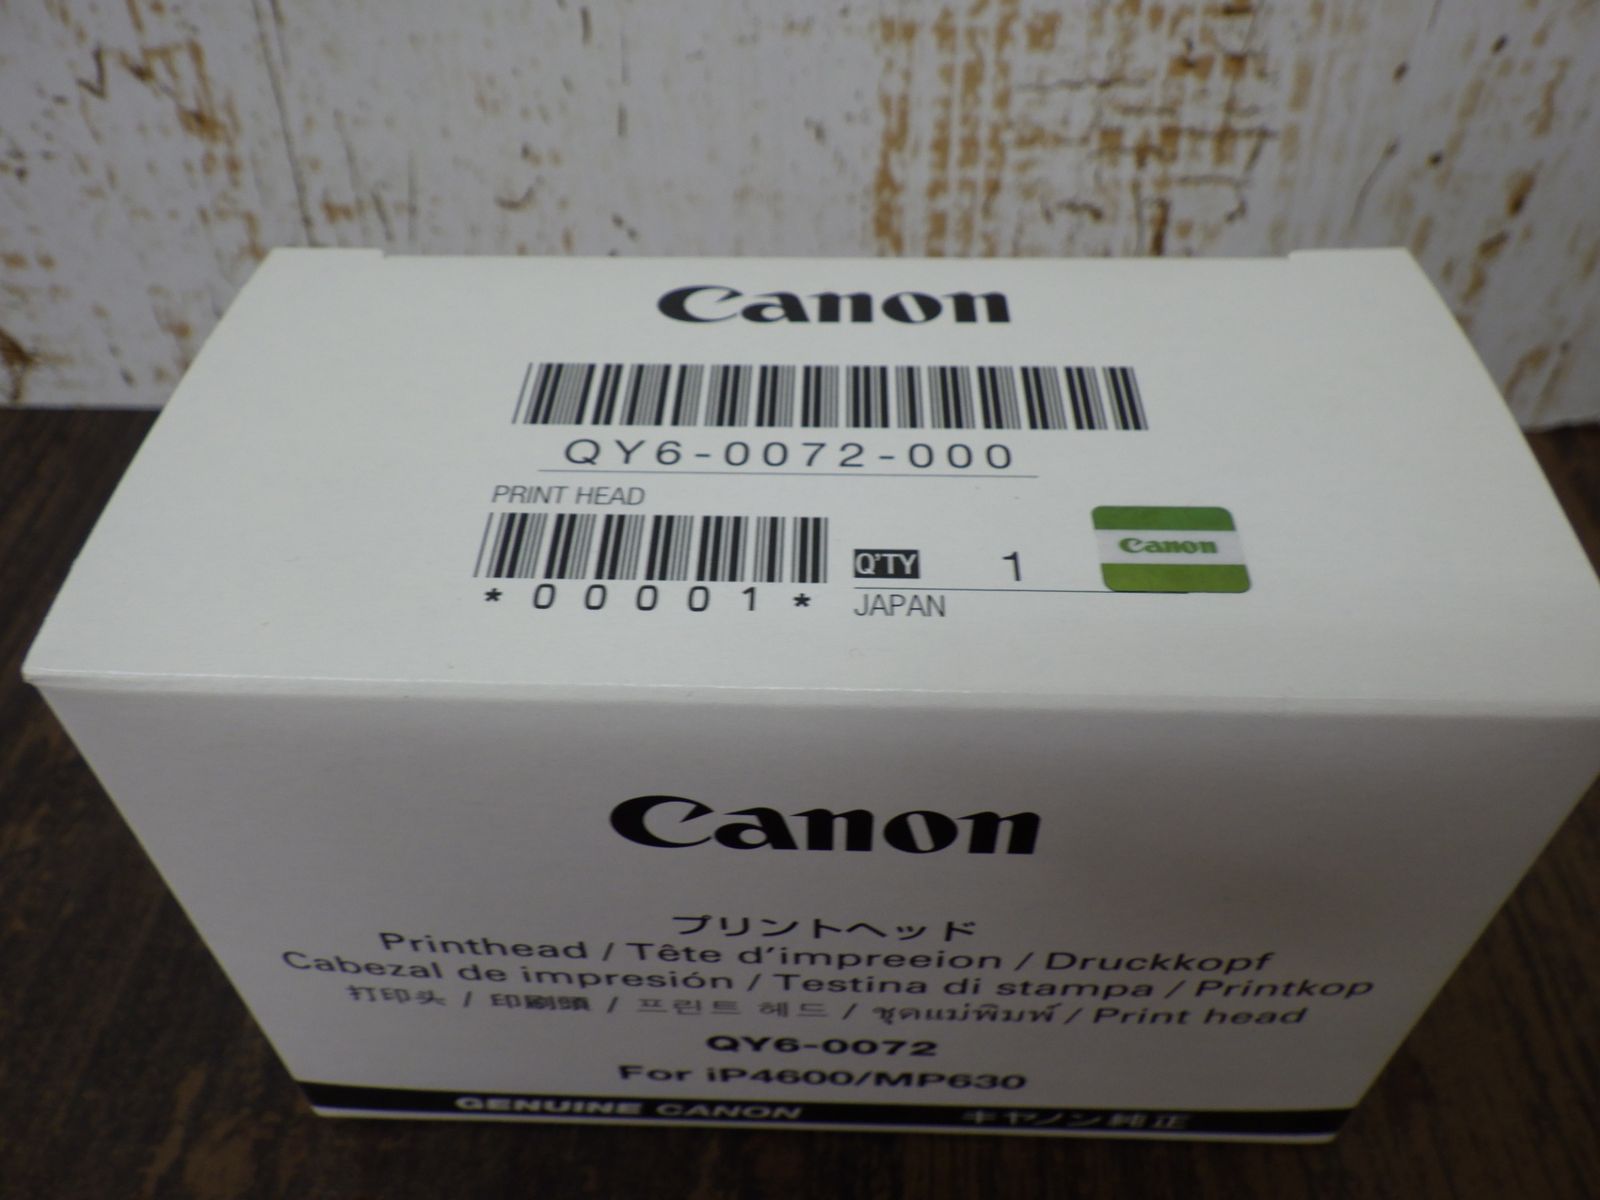 Canon
QY6-0072-000
PRINT HEAD
*00001*
Q'TY 1
JAPAN
Canon
Canon
プリントヘッド
Printhead / Tête d'impreeion / Druckkopf
Cabezal de impresión / Testina di stampa / Printkop
打印头 / 印刷頭 / 프린트 헤드 / ชุดแม่พิมพ์ / Print head
QY6-0072
For iP4600/MP630
GENUINE CANON キヤノン純正